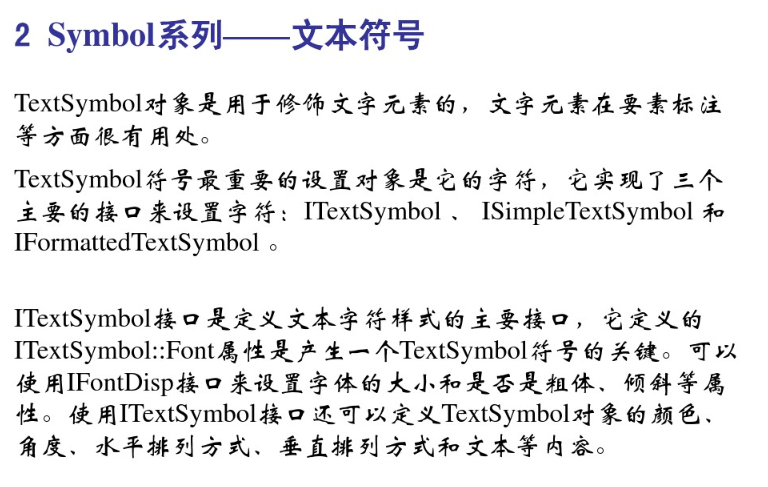 2 Symbol系列——文本符号
TextSymbol对象是用于修饰文字元素的，文字元素在要素标注
等方面很有用处。
TextSymbol符号最重要的设置对象是它的字符，它实现了三个
主要的接口来设置字符：ITextSymbol 、 ISimpleTextSymbol 和
IFormattedTextSymbol 。
ITextSymbol接口是定义文本字符样式的主要接口，它定义的
ITextSymbol::Font属性是产生一个TextSymbol符号的关键。可以
使用IFontDisp接口来设置字体的大小和是否是粗体、倾斜等属
性。使用ITextSymbol接口还可以定义TextSymbol对象的颜色、
角度、水平排列方式、垂直排列方式和文本等内容。